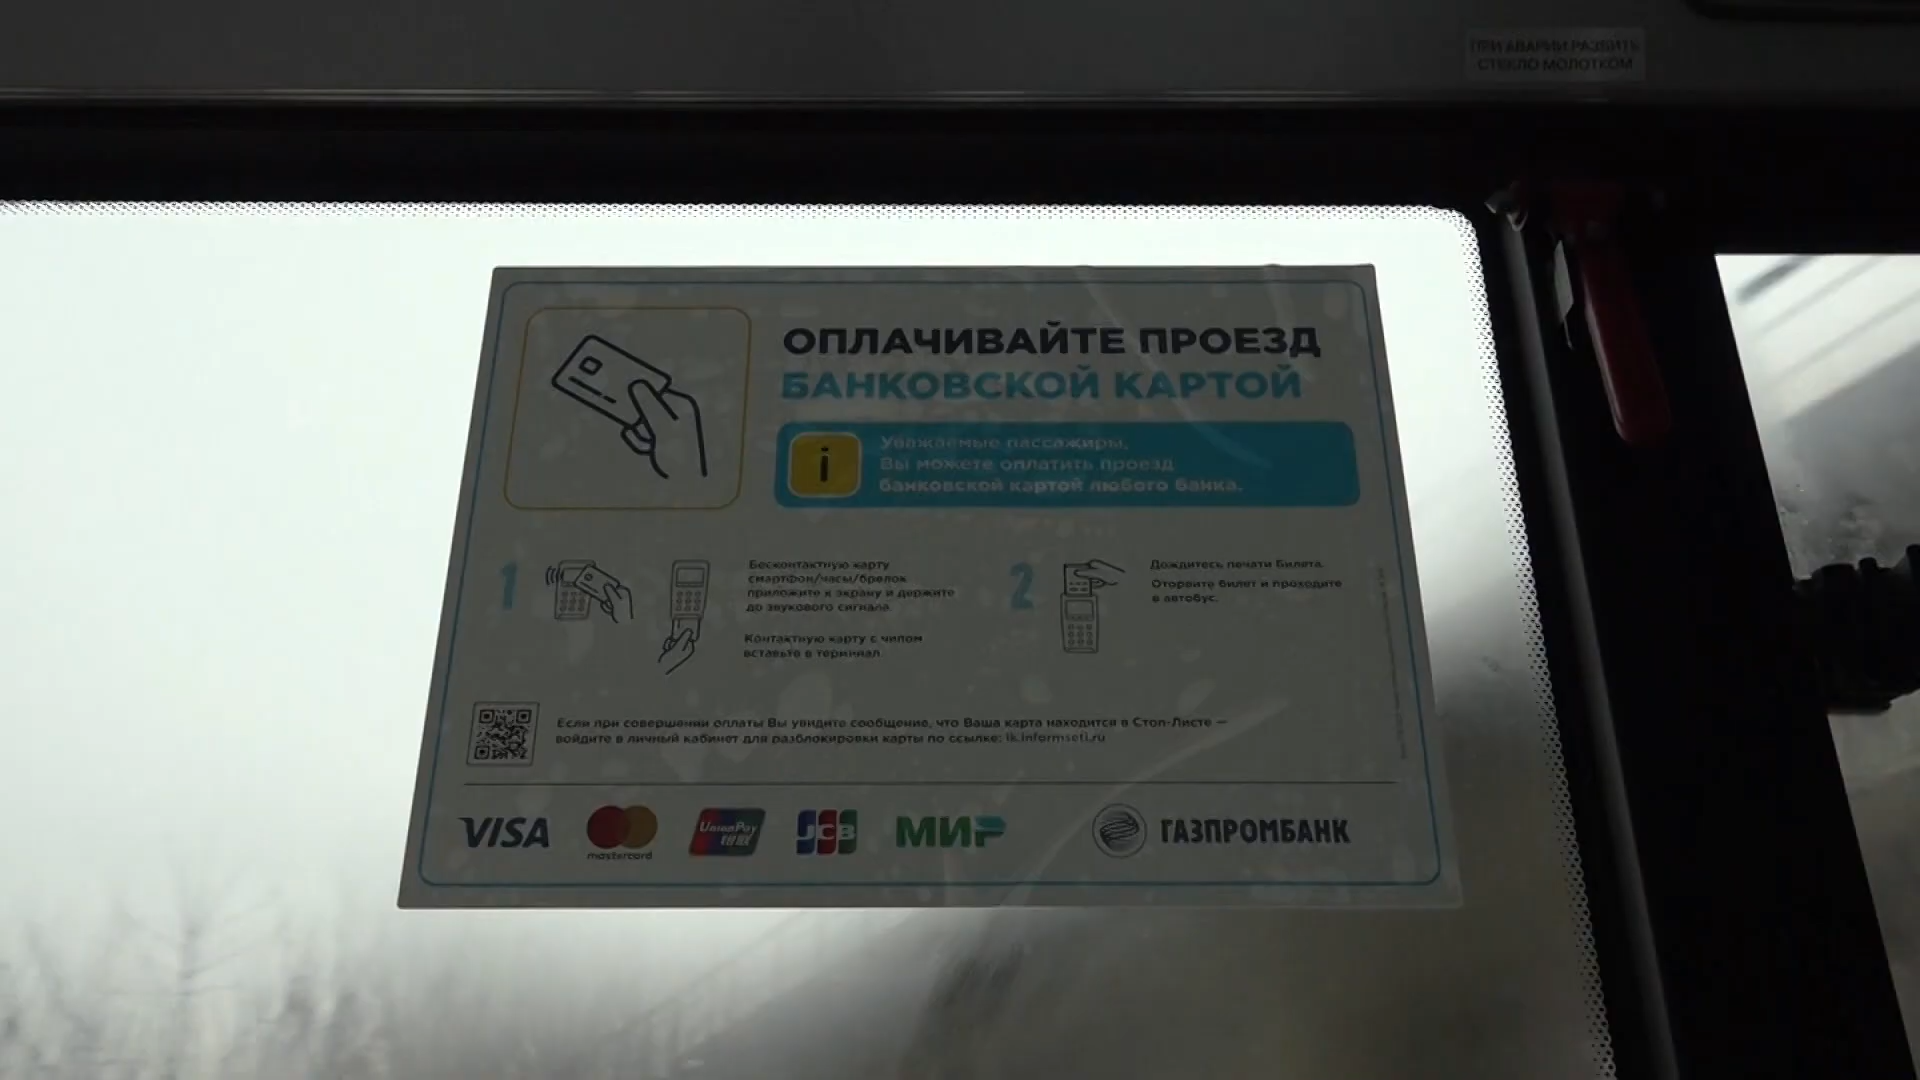 ПРИ АВАРИИ РАЗБИТЬ
СТЕКЛО МОЛОТКОМ
ОПЛАЧИВАЙТЕ ПРОЕЗД
БАНКОВСКОЙ КАРТОЙ
i
Уважаемые пассажиры,
Вы можете оплатить проезд
банковской картой любого банка.
1
Бесконтактную карту
смартфон/часы/брелок
приложите к экрану и держите
до звукового сигнала.
Контактную карту с чипом
вставьте в терминал.
2
Дождитесь печати Билета.
Оторвите билет и проходите
в автобус.
Если при совершении оплаты Вы увидите сообщение, что Ваша карта находится в Стоп-Листе —
войдите в личный кабинет для разблокировки карты по ссылке: lk.informseti.ru
VISA
mastercard
UnionPay
银联
JCB
МИР
ГАЗПРОМБАНК